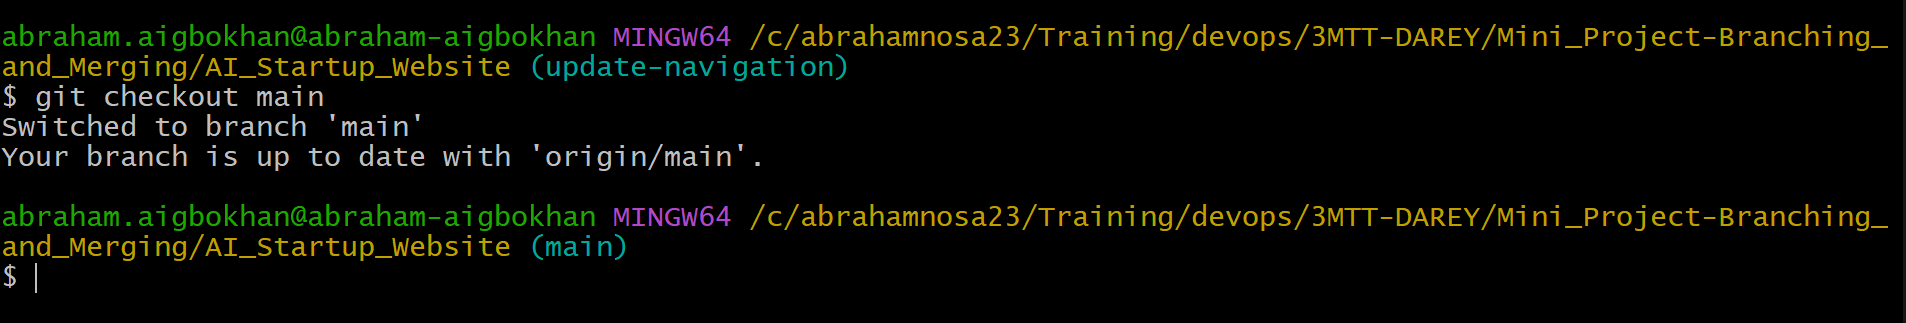 abraham.aigbokhan@abraham-aigbokhan MINGW64 /c/abrahamnosa23/Training/devops/3MTT-DAREY/Mini_Project-Branching_
and_Merging/AI_Startup_Website (update-navigation)
$ git checkout main
Switched to branch 'main'
Your branch is up to date with 'origin/main'.
abraham.aigbokhan@abraham-aigbokhan MINGW64 /c/abrahamnosa23/Training/devops/3MTT-DAREY/Mini_Project-Branching_
and_Merging/AI_Startup_Website (main)
$